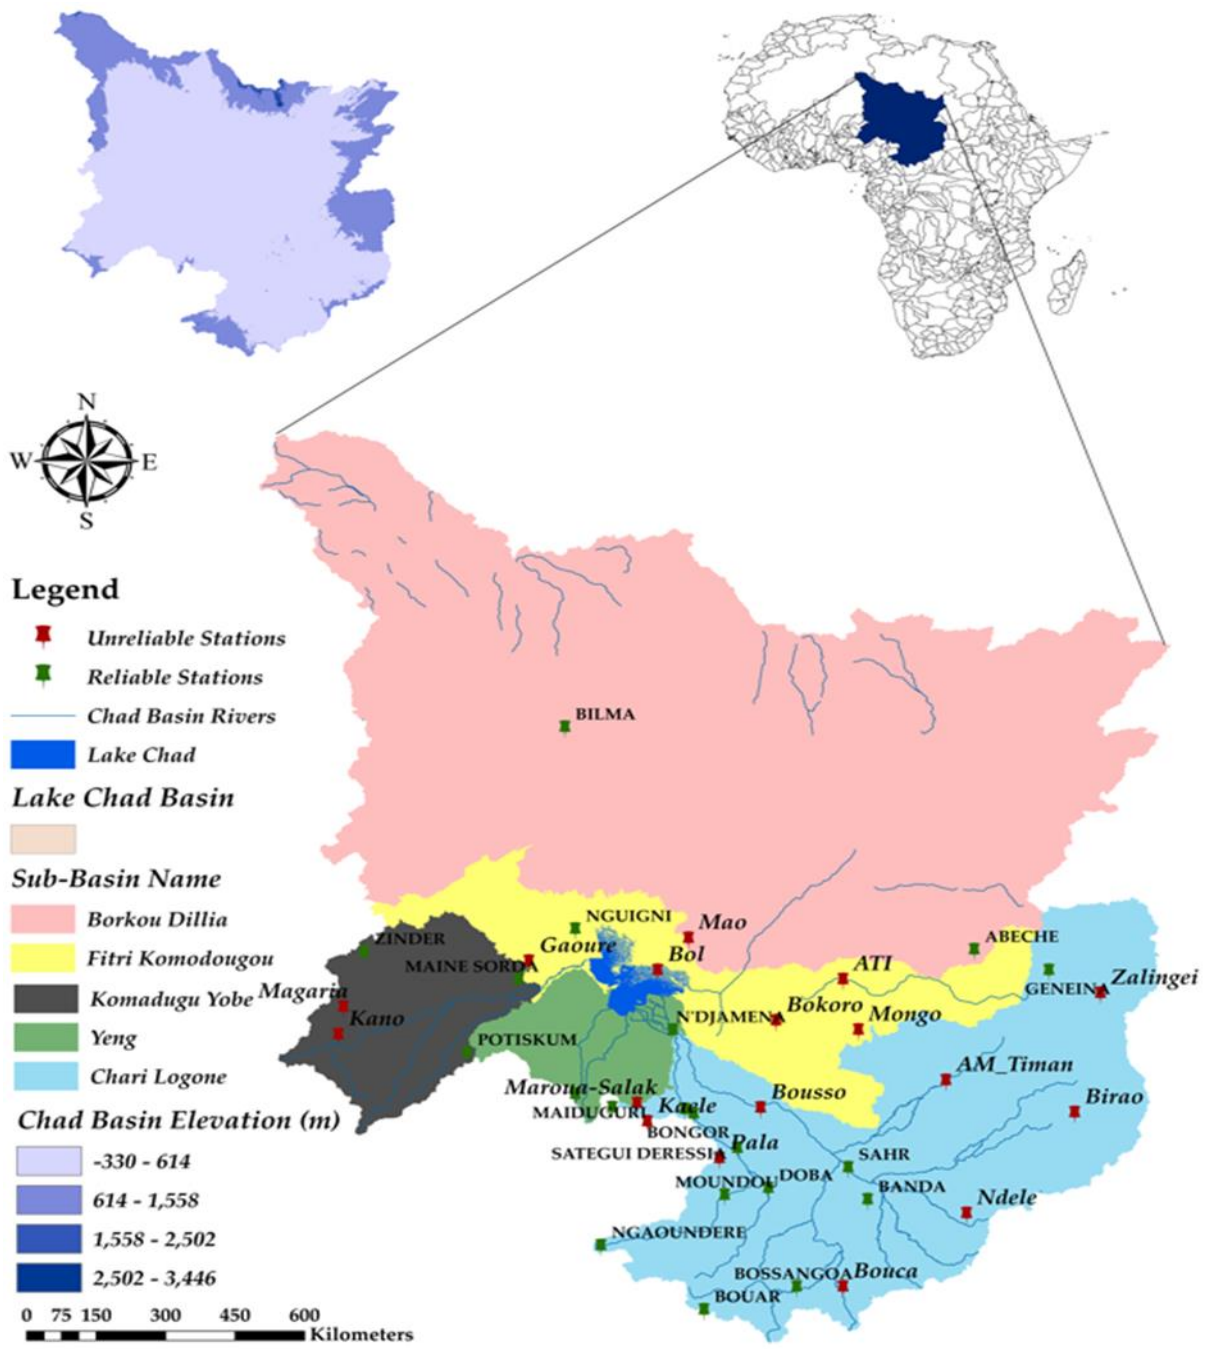 N
W
E
S
Legend
Unreliable Stations
Reliable Stations
Chad Basin Rivers
Lake Chad
Lake Chad Basin
Sub-Basin Name
Borkou Dillia
Fitri Komodougou
Komadugu Yobe
Yeng
Chari Logone
Chad Basin Elevation (m)
-330 - 614
614 - 1,558
1,558 - 2,502
2,502 - 3,446
0 75 150 300 450 600
Kilometers
BILMA
NGUIGNI
Mao
ZINDER
Gaoure
ABECHE
MAINE SORDA
Bol
ATI
GENEINA
Zalingei
Magaria
Kano
N'DJAMENA
Bokoro
Mongo
POTISKUM
AM_Timan
Maroua-Salak
Bousso
Birao
MAIDUGURI
Kaele
BONGOR
Pala
SATEGUI DERESSIA
SAHR
MOUNDOU
DOBA
BANDA
Ndele
NGAOUNDERE
BOSSANGOA
Bouca
BOUAR